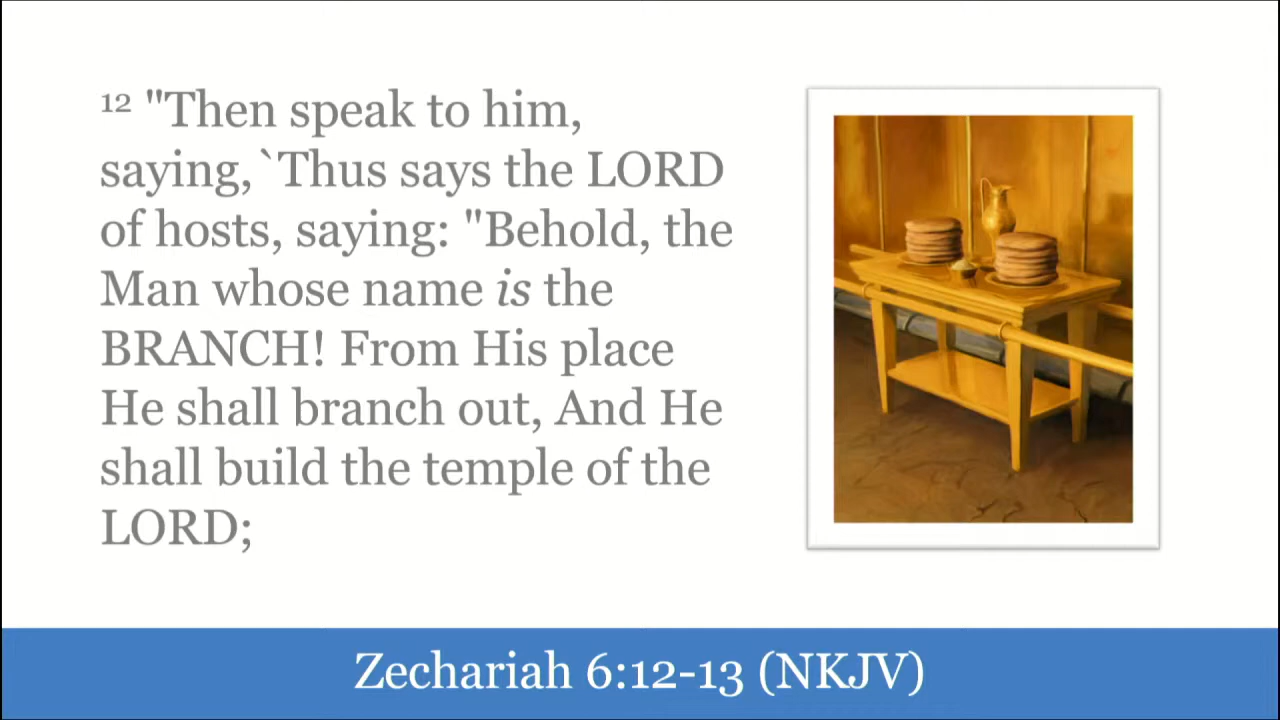 12 "Then speak to him,
saying, `Thus says the LORD
of hosts, saying: "Behold, the
Man whose name is the
BRANCH! From His place
He shall branch out, And He
shall build the temple of the
LORD;
Zechariah 6:12-13 (NKJV)